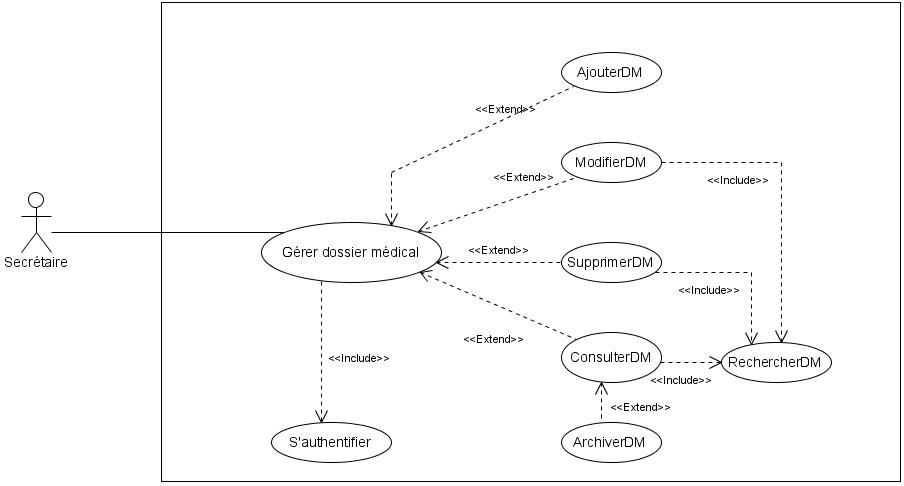 AjouterDM
<<Extend>>
ModifierDM
<<Extend>>
<<Include>>
Secrétaire
Gérer dossier médical
<<Extend>>
SupprimerDM
<<Include>>
<<Extend>>
ConsulterDM
RechercherDM
<<Include>>
<<Include>>
<<Extend>>
S'authentifier
ArchiverDM